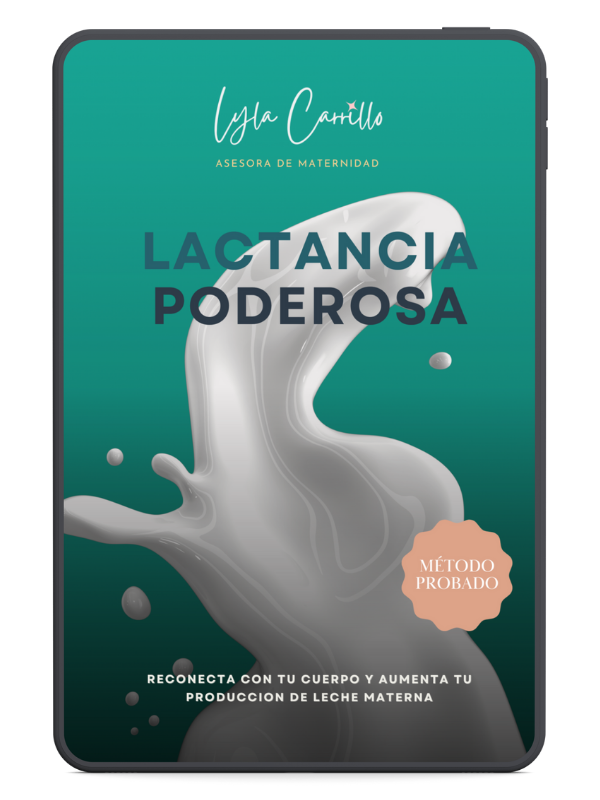 Lyla Carrillo
ASESORA DE MATERNIDAD
LACTANCIA
PODEROSA
MÉTODO
PROBADO
RECONECTA CON TU CUERPO Y AUMENTA TU
PRODUCCION DE LECHE MATERNA